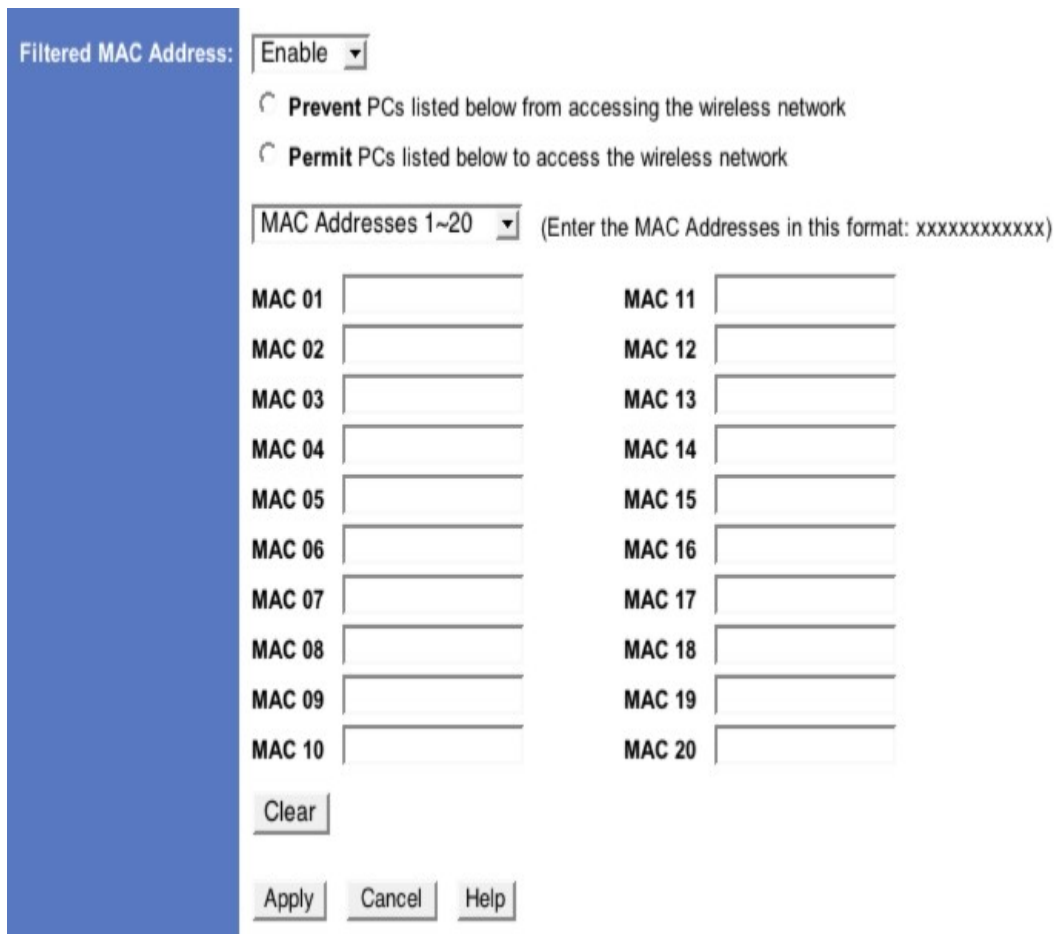 Filtered MAC Address: Enable
Prevent PCs listed below from accessing the wireless network
Permit PCs listed below to access the wireless network
MAC Addresses 1~20 (Enter the MAC Addresses in this format: xxxxxxxxxxxx)
MAC 01 MAC 11
MAC 02 MAC 12
MAC 03 MAC 13
MAC 04 MAC 14
MAC 05 MAC 15
MAC 06 MAC 16
MAC 07 MAC 17
MAC 08 MAC 18
MAC 09 MAC 19
MAC 10 MAC 20
Clear
Apply Cancel Help